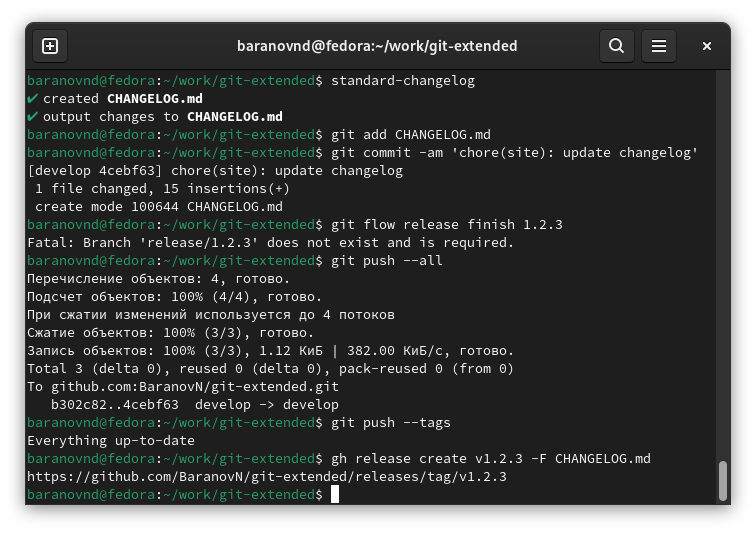 baranovnd@fedora:~/work/git-extended
baranovnd@fedora:~/work/git-extended$ standard-changelog
✔ created CHANGELOG.md
✔ output changes to CHANGELOG.md
baranovnd@fedora:~/work/git-extended$ git add CHANGELOG.md
baranovnd@fedora:~/work/git-extended$ git commit -am 'chore(site): update changelog'
[develop 4cebf63] chore(site): update changelog
 1 file changed, 15 insertions(+)
 create mode 100644 CHANGELOG.md
baranovnd@fedora:~/work/git-extended$ git flow release finish 1.2.3
Fatal: Branch 'release/1.2.3' does not exist and is required.
baranovnd@fedora:~/work/git-extended$ git push --all
Перечисление объектов: 4, готово.
Подсчет объектов: 100% (4/4), готово.
При сжатии изменений используется до 4 потоков
Сжатие объектов: 100% (3/3), готово.
Запись объектов: 100% (3/3), 1.12 КиБ | 382.00 КиБ/с, готово.
Total 3 (delta 0), reused 0 (delta 0), pack-reused 0 (from 0)
To github.com:BaranovN/git-extended.git
   b302c82..4cebf63  develop -> develop
baranovnd@fedora:~/work/git-extended$ git push --tags
Everything up-to-date
baranovnd@fedora:~/work/git-extended$ gh release create v1.2.3 -F CHANGELOG.md
https://github.com/BaranovN/git-extended/releases/tag/v1.2.3
baranovnd@fedora:~/work/git-extended$